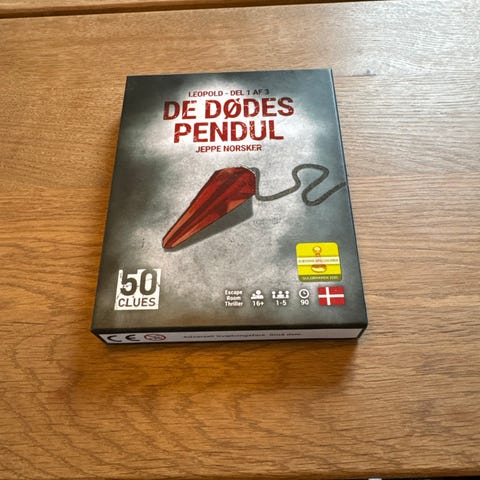 LEOPOLD - DEL 1 AF 3
DE DØDES
PENDUL
JEPPE NORSKER
50
CLUES
Escape
Room
Thriller
16+
1-5
90
CE